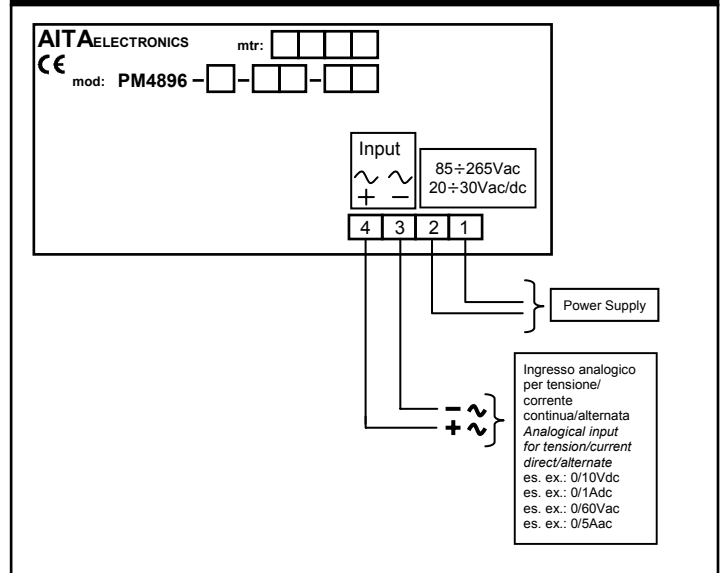 AITAELECTRONICS mtr:
CE
mod: PM4896 – – –
Input
∿ ∿
+ –
85÷265Vac
20÷30Vac/dc
4 3 2 1
Power Supply
Ingresso analogico
per tensione/
corrente
continua/alternata
Analogical input
for tension/current
direct/alternate
es. ex.: 0/10Vdc
es. ex.: 0/1Adc
es. ex.: 0/60Vac
es. ex.: 0/5Aac
– ∿
+ ∿